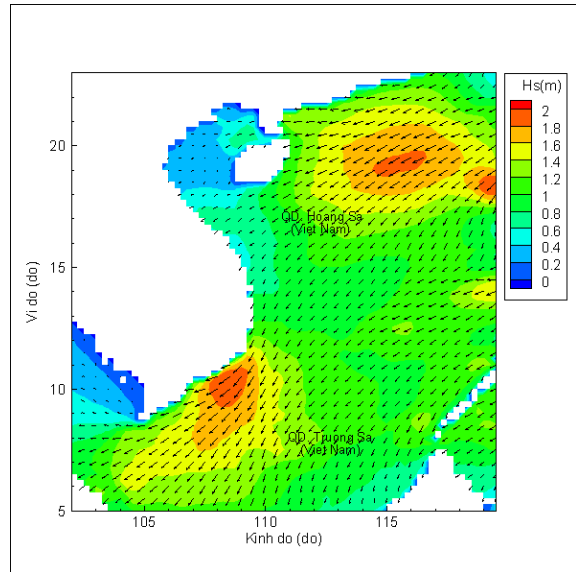 Hs(m)
2
1.8
1.6
1.4
1.2
1
0.8
0.6
0.4
0.2
0
20
15
10
5
Vi do (do)
QD. Hoang Sa
(Viet Nam)
QD. Truong Sa
(Viet Nam)
105
110
115
Kinh do (do)